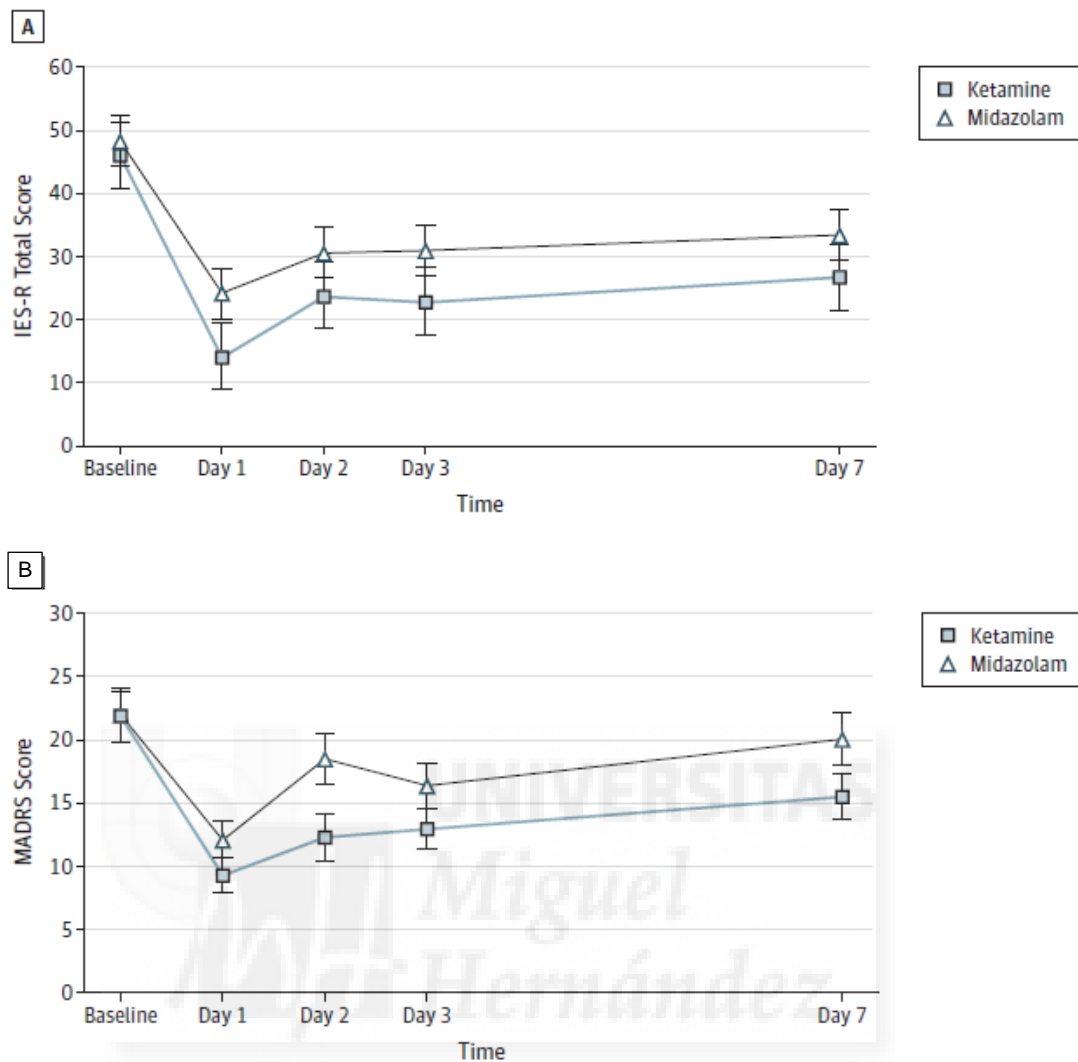 A
60
50
40
30
20
10
0
IES-R Total Score
Baseline Day 1 Day 2 Day 3 Day 7
Time
Ketamine
Midazolam
B
30
25
20
15
10
5
0
MADRS Score
Baseline Day 1 Day 2 Day 3 Day 7
Time
Ketamine
Midazolam
UNIVERSITAS
Miguel
Hernández